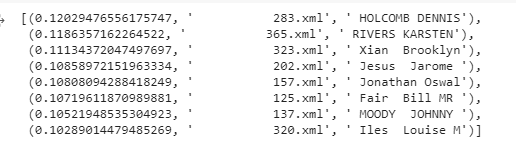 [(0.12029476556175747, '           283.xml', ' HOLCOMB DENNIS'),
 (0.1186357162264522, '           365.xml', ' RIVERS KARSTEN'),
 (0.11134372047497697, '           323.xml', ' Xian  Brooklyn'),
 (0.10858972151963334, '           202.xml', ' Jesus  Jarome '),
 (0.10808094288418249, '           157.xml', ' Jonathan Oswal'),
 (0.10719611870989881, '           125.xml', ' Fair  Bill MR '),
 (0.10521948535304923, '           137.xml', ' MOODY  JOHNNY '),
 (0.10289014479485269, '           320.xml', ' Iles  Louise M')]